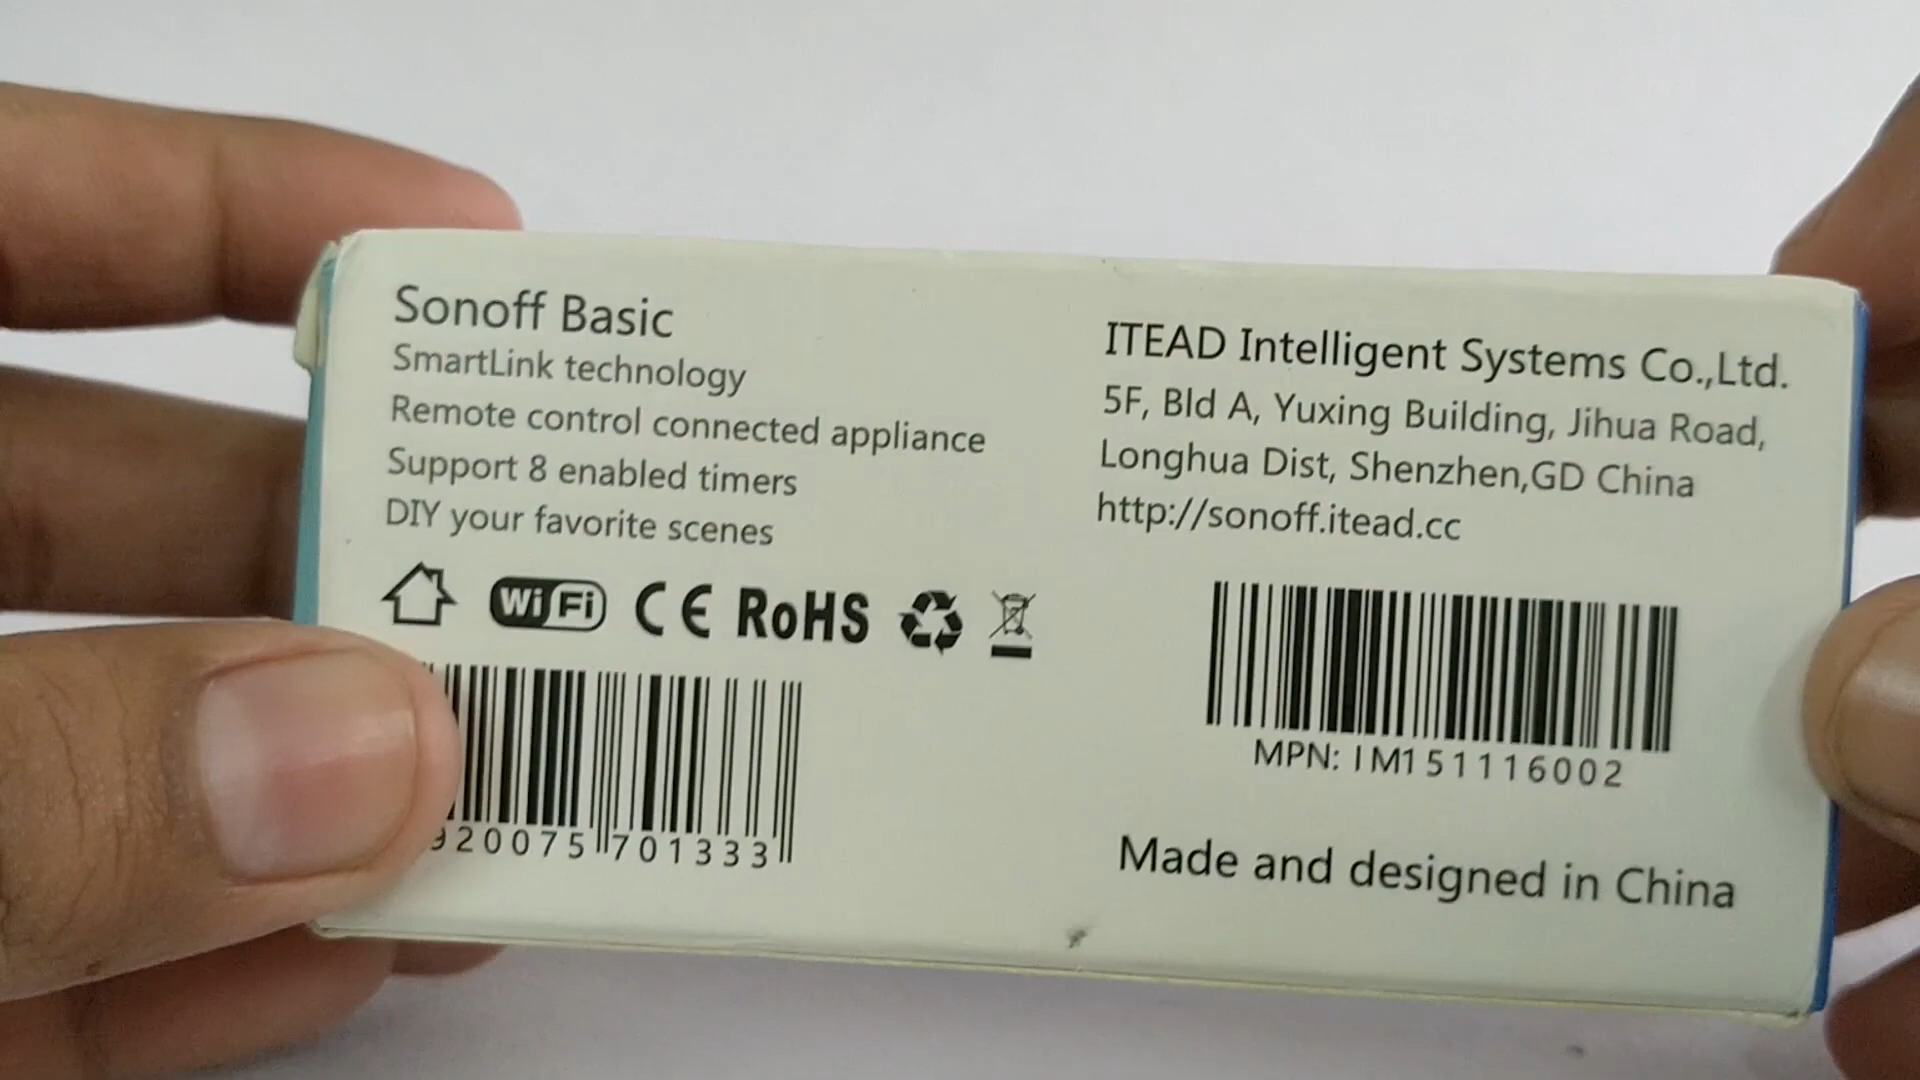 Sonoff Basic
SmartLink technology
Remote control connected appliance
Support 8 enabled timers
DIY your favorite scenes
WiFi CE RoHS
920075 701333
ITEAD Intelligent Systems Co.,Ltd.
5F, Bld A, Yuxing Building, Jihua Road,
Longhua Dist, Shenzhen,GD China
http://sonoff.itead.cc
MPN: IM151116002
Made and designed in China